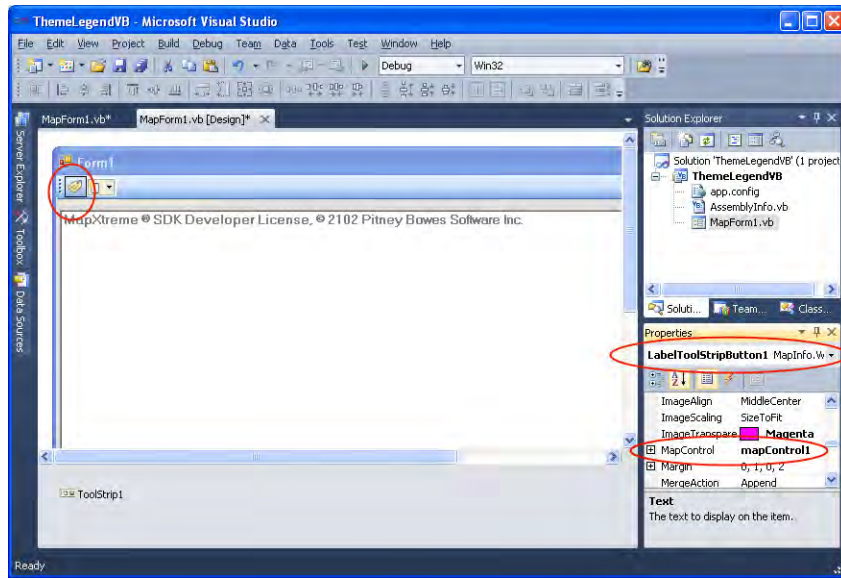 ThemeLegendVB - Microsoft Visual Studio
File Edit View Project Build Debug Team Data Tools Test Window Help
Debug Win32
MapForm1.vb* MapForm1.vb [Design]*
Server Explorer
Toolbox
Data Sources
Form1
MapXtreme ® SDK Developer License, © 2102 Pitney Bowes Software Inc.
ToolStrip1
Solution Explorer
Solution 'ThemeLegendVB' (1 project
ThemeLegendVB
app.config
AssemblyInfo.vb
MapForm1.vb
Soluti... Team... Class...
Properties
LabelToolStripButton1 MapInfo.W
ImageAlign MiddleCenter
ImageScaling SizeToFit
ImageTranspare Magenta
MapControl mapControl1
Margin 0, 1, 0, 2
MergeAction Append
Text
The text to display on the item.
Ready